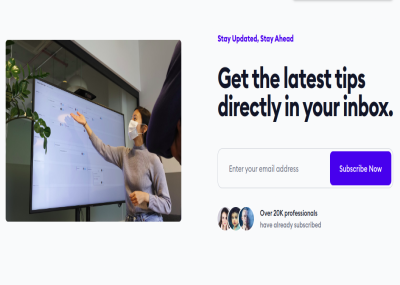 Stay Updated, Stay Ahead
Get the latest tips
directly in your inbox.
Enter your email address
Subscribe Now
Over 20K professionals
have already subscribed